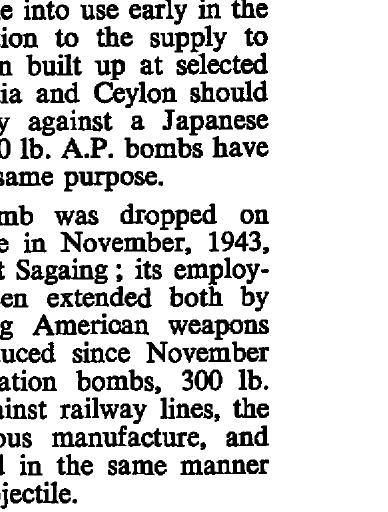 e into use early in the
ion to the supply to
n built up at selected
ia and Ceylon should
y against a Japanese
0 lb. A.P. bombs have
same purpose.
mb was dropped on
e in November, 1943,
t Sagaing ; its employ-
en extended both by
g American weapons
uced since November
ation bombs, 300 lb.
ainst railway lines, the
ous manufacture, and
l in the same manner
jectile.